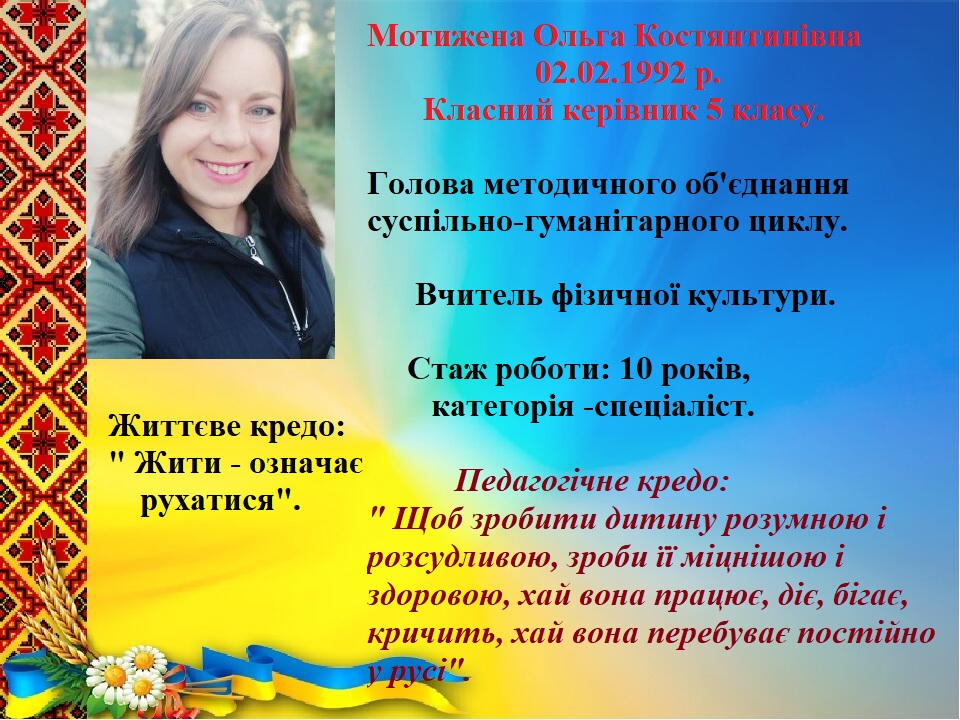 Мотижена Ольга Костянтинівна
02.02.1992 р.
Класний керівник 5 класу.
Голова методичного об'єднання
суспільно-гуманітарного циклу.
Вчитель фізичної культури.
Стаж роботи: 10 років,
категорія -спеціаліст.
Життєве кредо:
" Жити - означає
рухатися".
Педагогічне кредо:
" Щоб зробити дитину розумною і
розсудливою, зроби її міцнішою і
здоровою, хай вона працює, діє, бігає,
кричить, хай вона перебуває постійно
у русі".